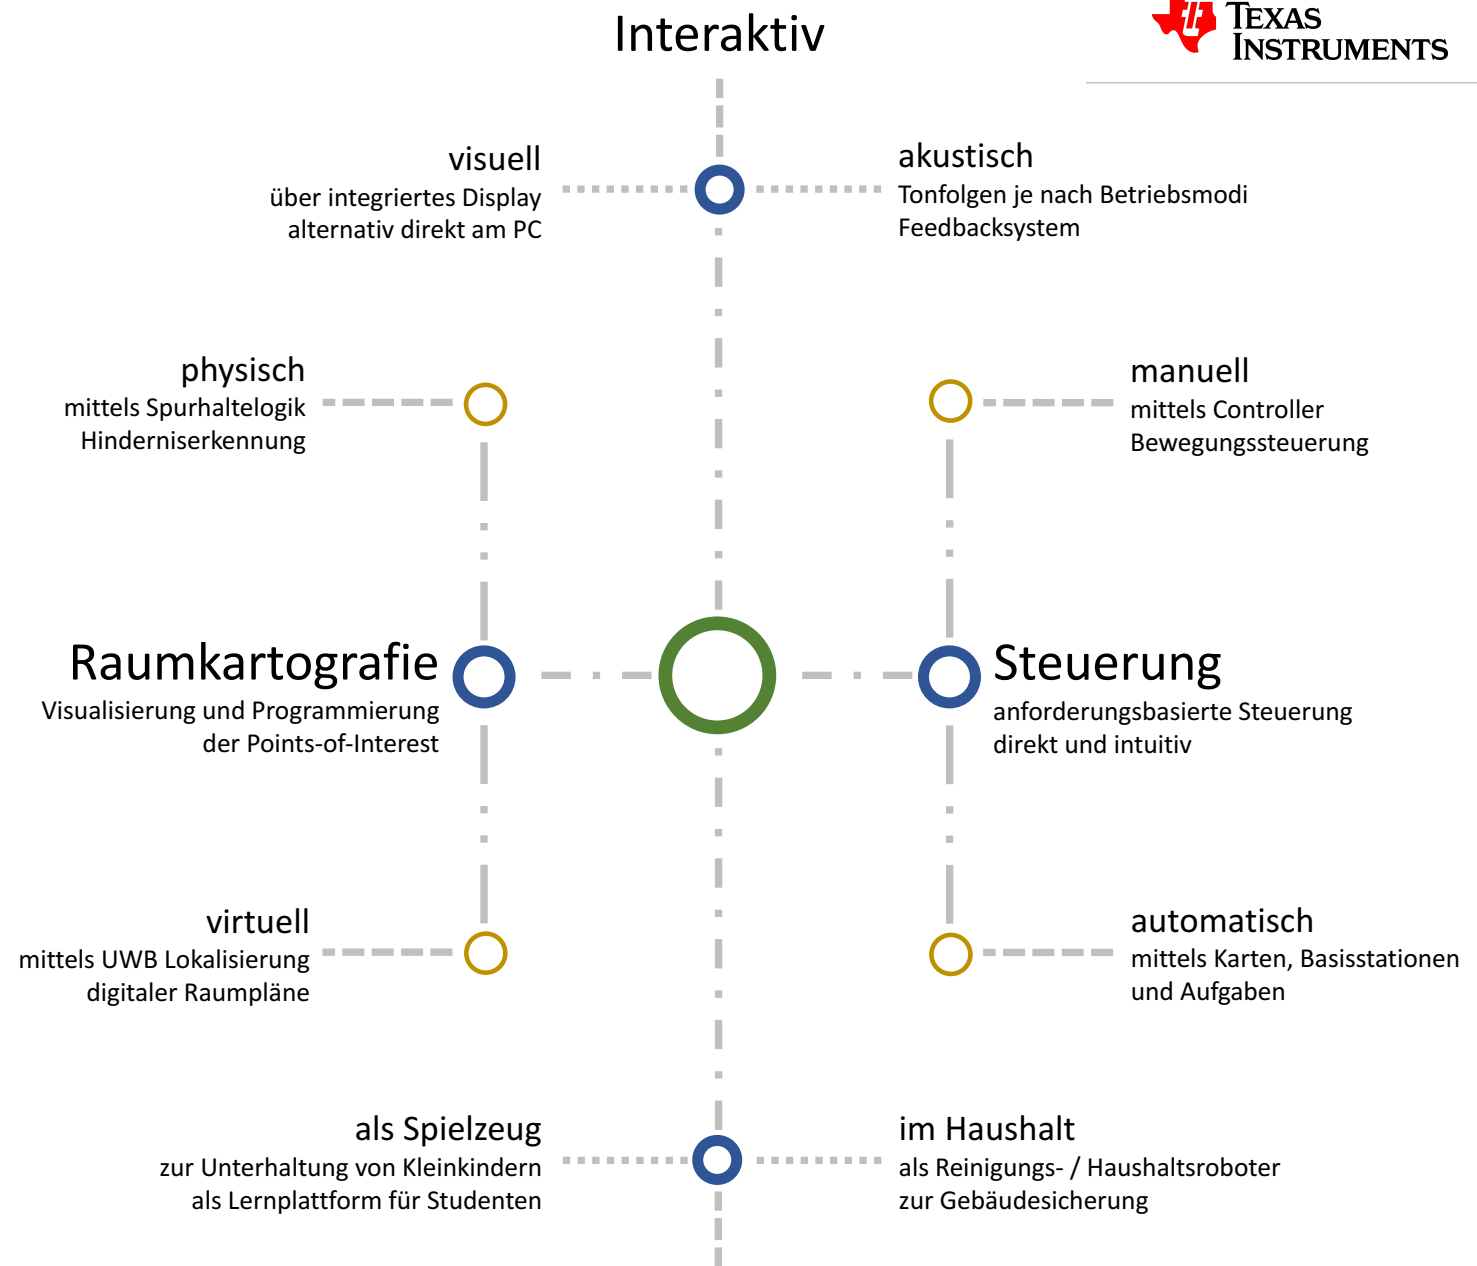 Interaktiv
TEXAS
INSTRUMENTS
visuell
über integriertes Display
alternativ direkt am PC
akustisch
Tonfolgen je nach Betriebsmodi
Feedbacksystem
physisch
mittels Spurhaltelogik
Hinderniserkennung
manuell
mittels Controller
Bewegungssteuerung
Raumkartografie
Visualisierung und Programmierung
der Points-of-Interest
Steuerung
anforderungsbasierte Steuerung
direkt und intuitiv
virtuell
mittels UWB Lokalisierung
digitaler Raumpläne
automatisch
mittels Karten, Basisstationen
und Aufgaben
als Spielzeug
zur Unterhaltung von Kleinkindern
als Lernplattform für Studenten
im Haushalt
als Reinigungs- / Haushaltsroboter
zur Gebäudesicherung